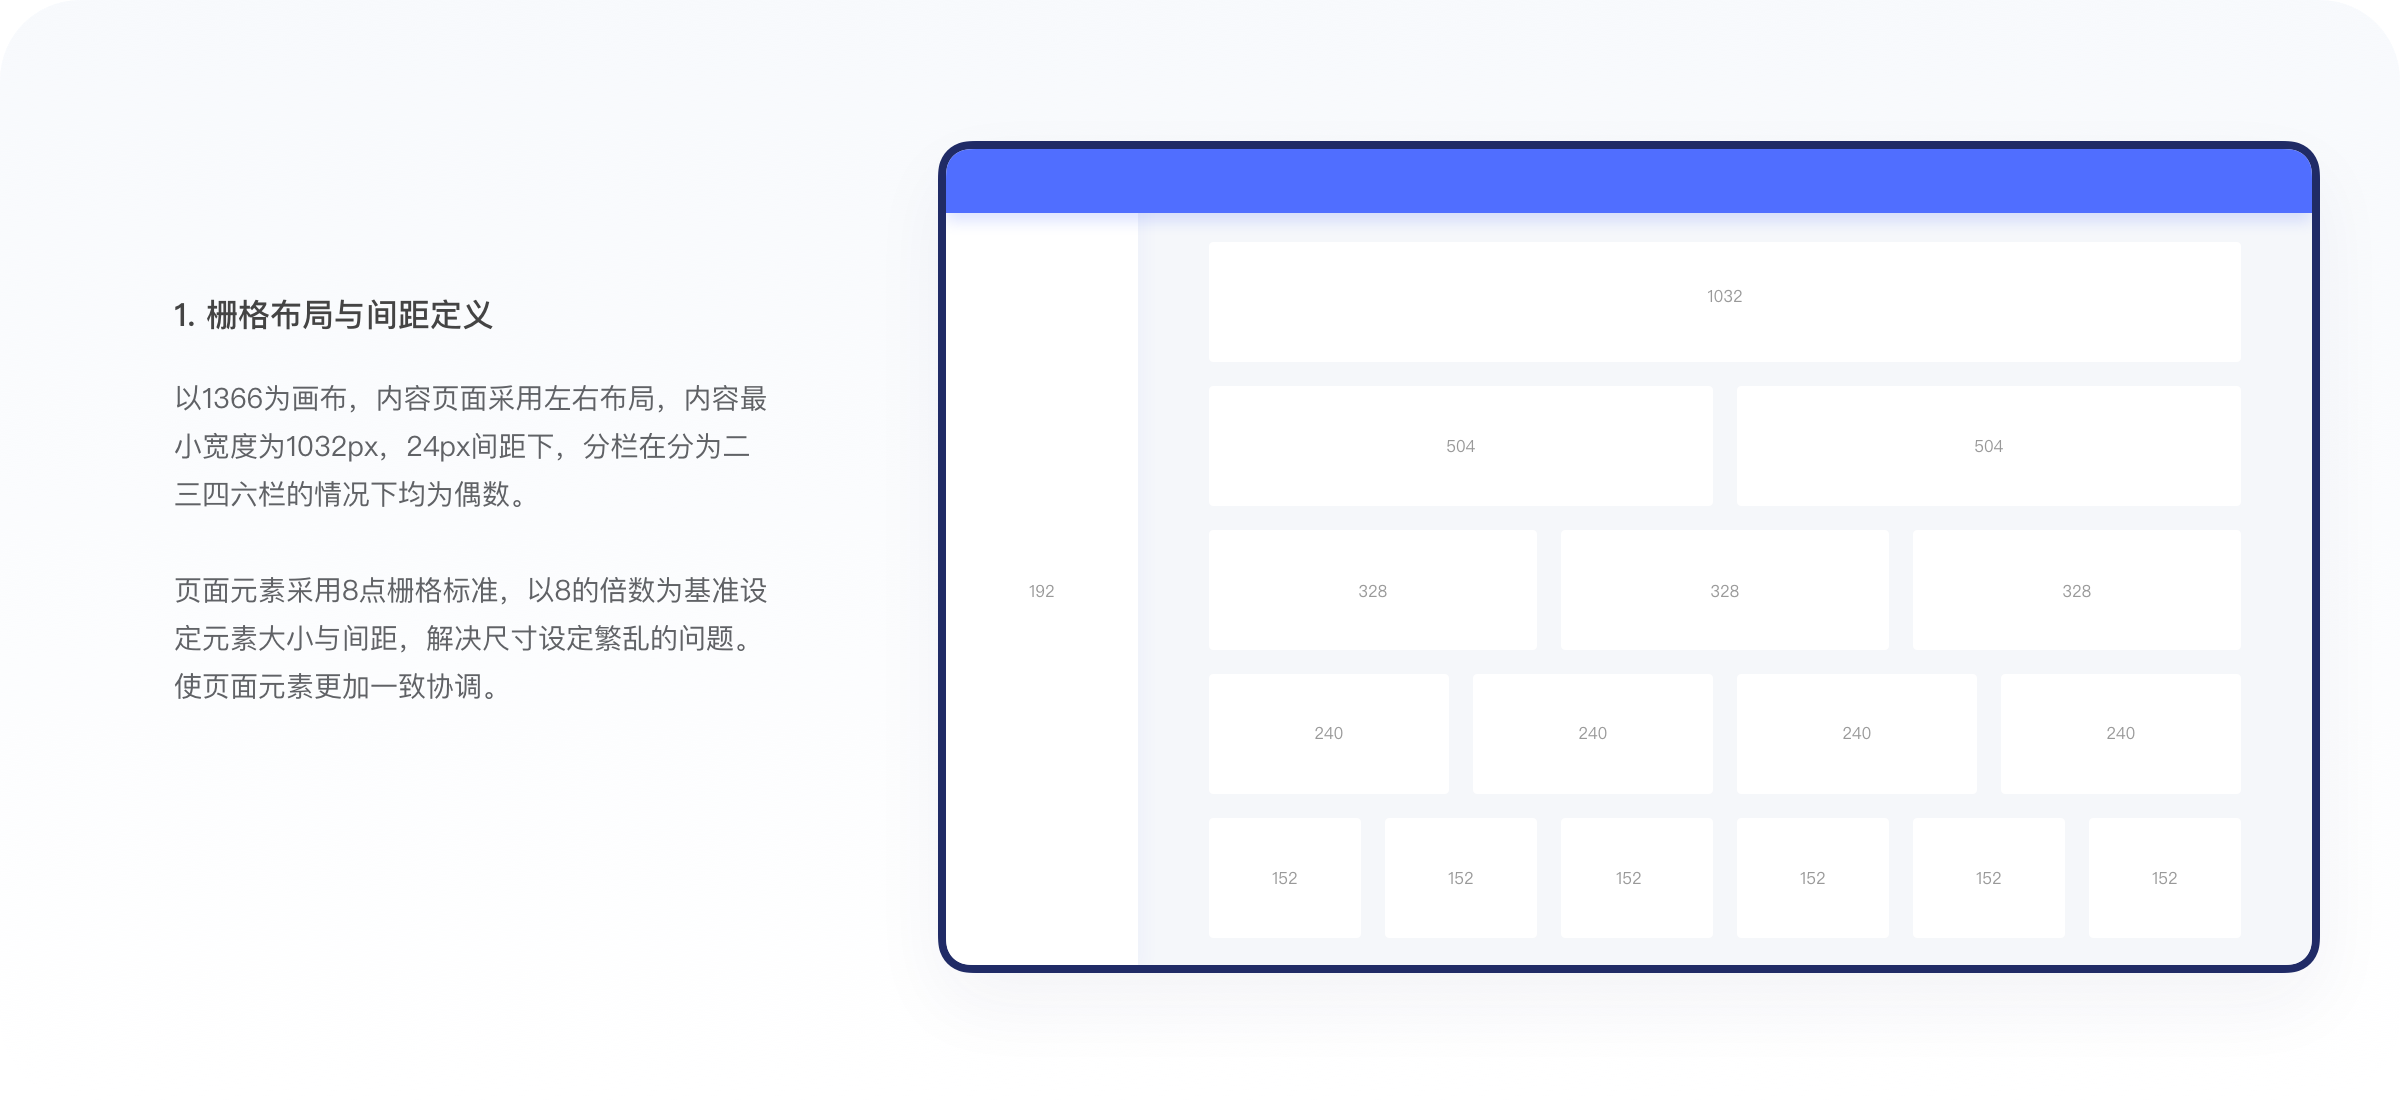 1. 栅格布局与间距定义
以1366为画布，内容页面采用左右布局，内容最
小宽度为1032px，24px间距下，分栏在分为二
三四六栏的情况下均为偶数。
页面元素采用8点栅格标准，以8的倍数为基准设
定元素大小与间距，解决尺寸设定繁乱的问题。
使页面元素更加一致协调。
192
1032
504 504
328 328 328
240 240 240 240
152 152 152 152 152 152